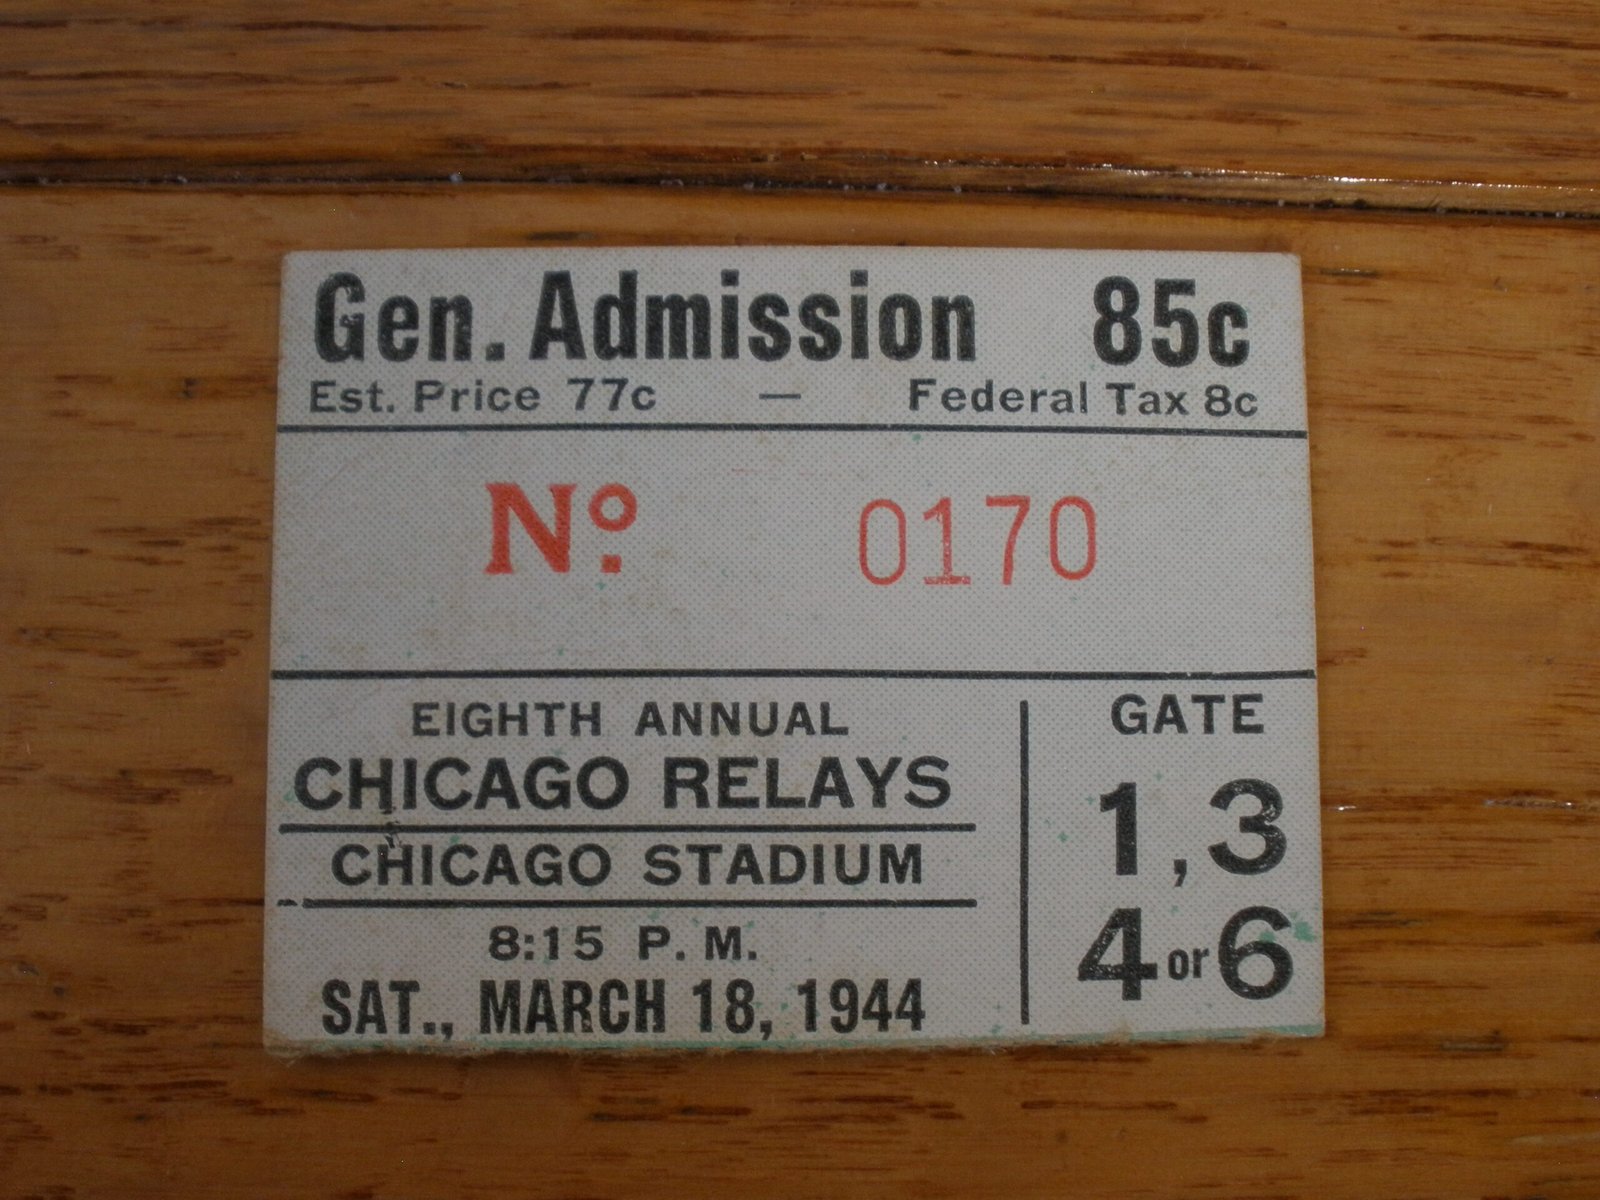 Gen. Admission 85c
Est. Price 77c — Federal Tax 8c
Nº. 0170
EIGHTH ANNUAL
CHICAGO RELAYS
CHICAGO STADIUM
8:15 P. M.
SAT., MARCH 18, 1944
GATE
1, 3
4 or 6